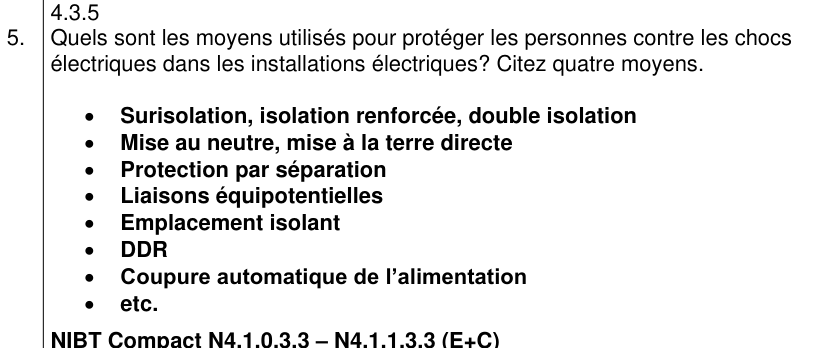 4.3.5
5. Quels sont les moyens utilisés pour protéger les personnes contre les chocs
électriques dans les installations électriques? Citez quatre moyens.
• Surisolation, isolation renforcée, double isolation
• Mise au neutre, mise à la terre directe
• Protection par séparation
• Liaisons équipotentielles
• Emplacement isolant
• DDR
• Coupure automatique de l'alimentation
• etc.
NIBT Compact N4.1.0.3.3 – N4.1.1.3.3 (E+C)